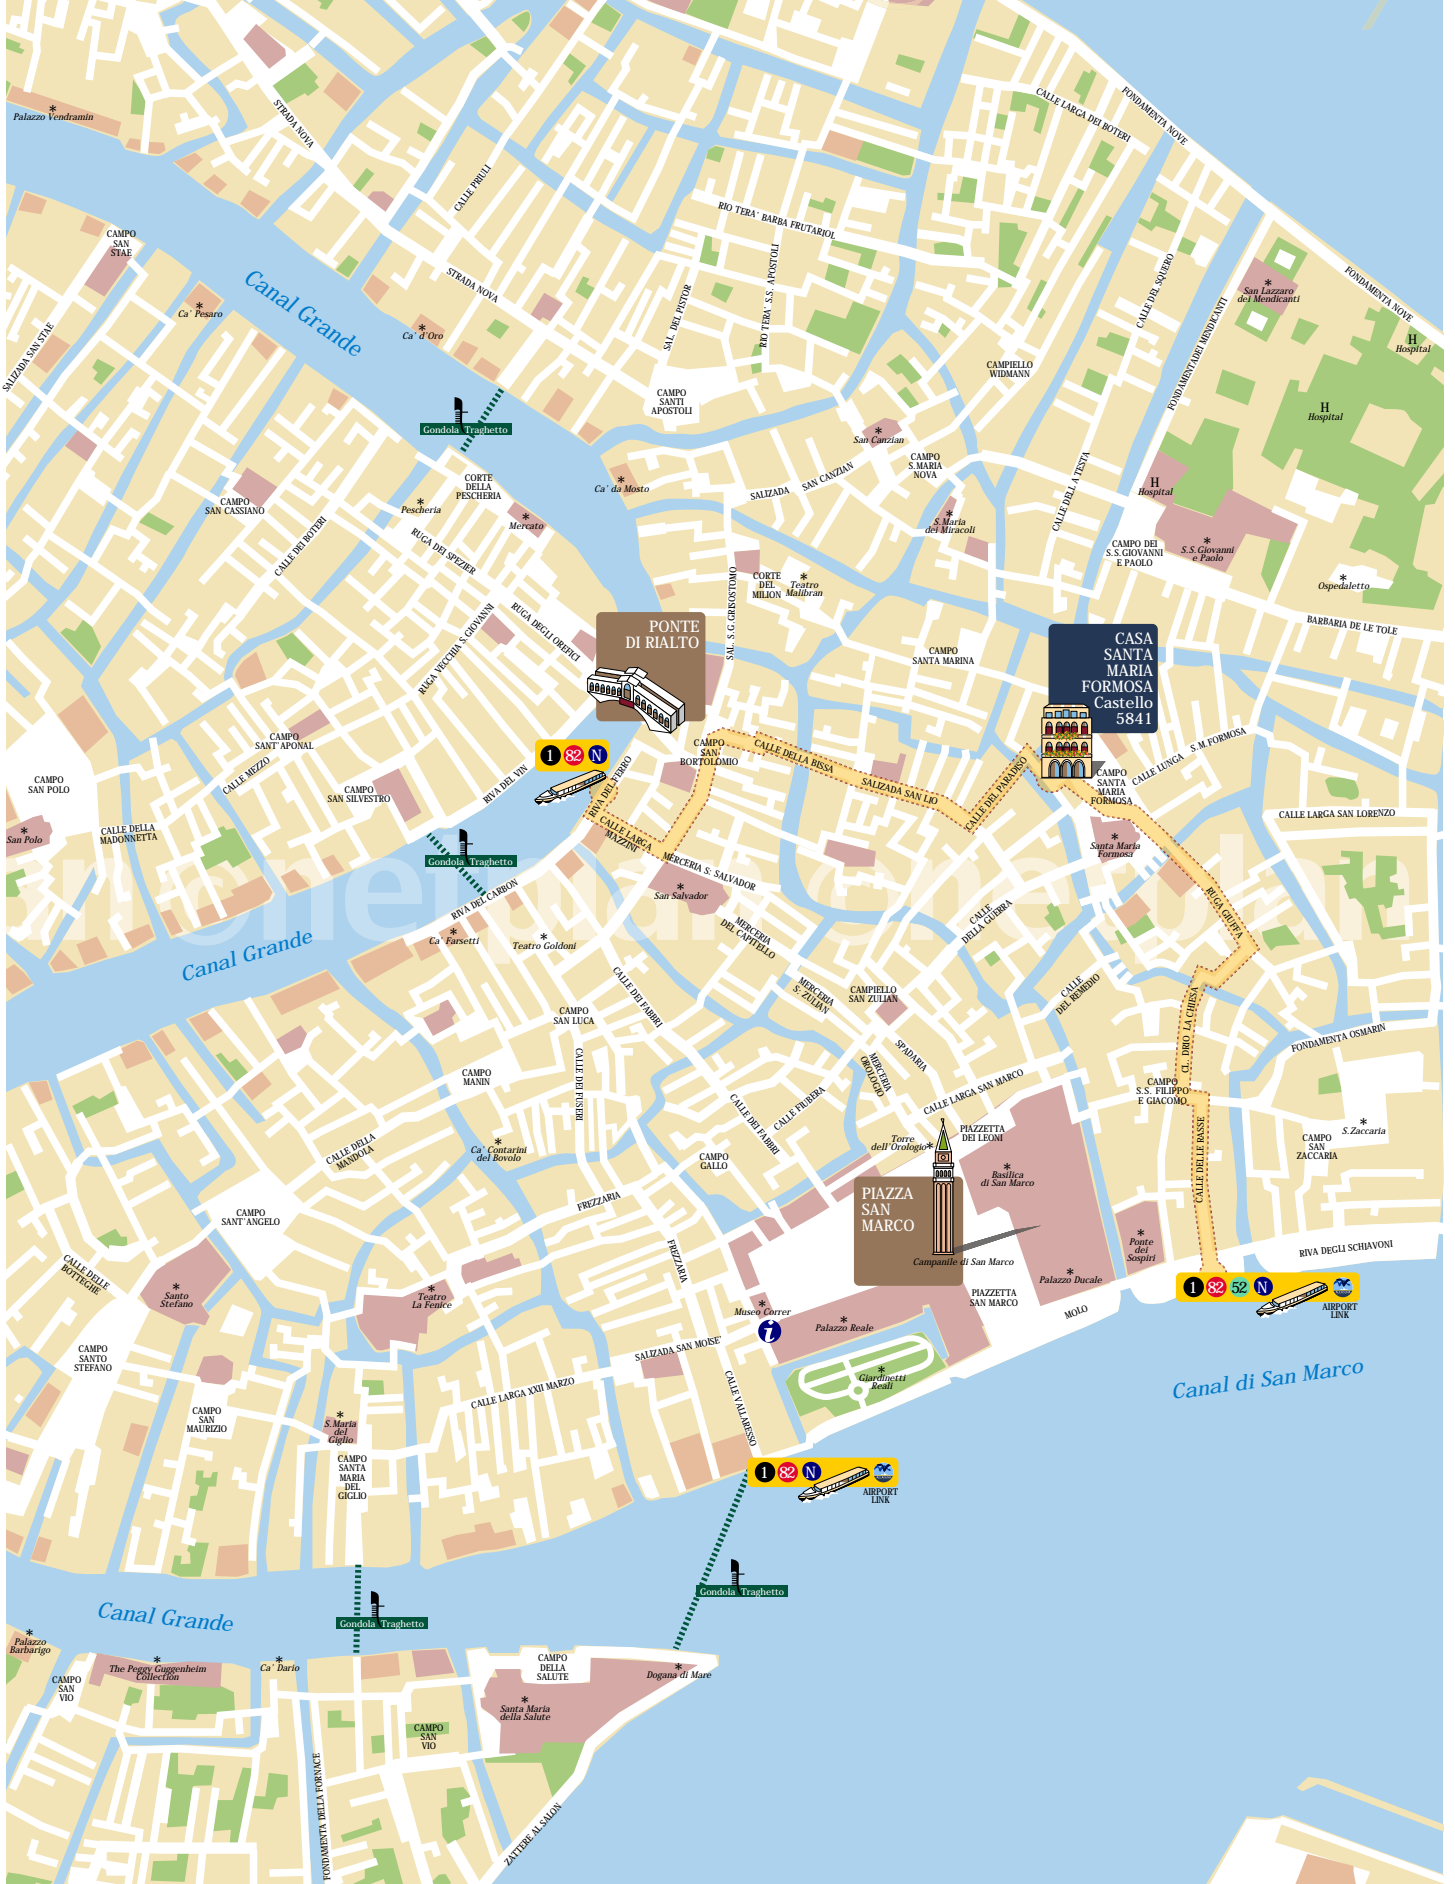 Palazzo Vendramin
STRADA NOVA
CALLE PRIULI
CALLE LARGA DEI BOTERI
FONDAMENTA NOVE
CAMPO
SAN
STAE
Ca' Pesaro
Canal Grande
STRADA NOVA
Ca' d'Oro
RIO TERA' BARBA FRUTARIOL
SAL. DEL PISTOR
RIO TERA' S.S. APOSTOLI
CALLE DEL SQUERO
San Lazzaro
dei Mendicanti
FONDAMENTA NOVE
H
Hospital
SALIZADA SAN STAE
FONDAMENTA DEI MENDICANTI
CAMPIELLO
WIDMANN
CAMPO
SANTI
APOSTOLI
H
Hospital
Gondola Traghetto
San Canzian
CAMPO
S.MARIA
NOVA
CORTE
DELLA
PESCHERIA
Ca' da Mosto
SALIZADA SAN CANZIAN
CALLE DELL A TESTA
H
Hospital
CAMPO
SAN CASSIANO
Pescheria
Mercato
S.Maria
dei Miracoli
CALLE DEI BOTERI
RUGA DEI SPEZIER
CAMPO DEI
S.S.GIOVANNI
E PAOLO
S.S.Giovanni
e Paolo
Ospedaletto
SAL. S.G.GRISOSTOMO
CORTE
DEL
MILION
Teatro
Malibran
RUGA VECCHIA S.GIOVANNI
RUGA DEGLI OREFICI
PONTE
DI RIALTO
BARBARIA DE LE TOLE
CAMPO
SANTA MARINA
CASA
SANTA
MARIA
FORMOSA
Castello
5841
CAMPO
SANT'APONAL
CALLE MEZZO
1 82 N
CAMPO
SAN
BORTOLOMIO
CALLE DELLA BISSA
SALIZADA SAN LIO
CALLE DEL PARADISO
S.M.FORMOSA
CALLE LUNGA
CAMPO
SANTA
MARIA
FORMOSA
CAMPO
SAN POLO
CAMPO
SAN SILVESTRO
RIVA DEL VIN
RIVA DEL FERRO
CALLE LARGA
MAZZINI
CALLE LARGA SAN LORENZO
San Polo
CALLE DELLA
MADONNETTA
Gondola Traghetto
MERCERIA S: SALVADOR
Santa Maria
Formosa
San Salvador
RIVA DEL CARBON
RUGA GIUFFA
Ca' Farsetti
Teatro Goldoni
MERCERIA
DEL CAPITELLO
CALLE
DELLA GUERRA
Canal Grande
CALLE DEI FABBRI
MERCERIA
S: ZULIAN
CAMPIELLO
SAN ZULIAN
CALLE
DEL REMEDIO
CL. DRIO LA CHIESA
CAMPO
SAN LUCA
FONDAMENTA OSMARIN
SPADARIA
MERCERIA
OROLOGIO
CALLE DEI FUSERI
CAMPO
MANIN
CALLE LARGA SAN MARCO
CAMPO
S.S. FILIPPO
E GIACOMO
CALLE DEI FABBRI
CALLE FIUBERA
S.Zaccaria
CALLE DELLA
MANDOLA
Ca' Contarini
del Bovolo
Torre
dell'Orologio
PIAZZETTA
DEI LEONI
CAMPO
SAN
ZACCARIA
CAMPO
GALLO
Basilica
di San Marco
CALLE DELLE RASSE
PIAZZA
SAN
MARCO
FREZZARIA
CAMPO
SANT'ANGELO
FREZZARIA
Ponte
dei
Sospiri
RIVA DEGLI SCHIAVONI
Campanile di San Marco
CALLE DELLE
BOTTEGHE
Palazzo Ducale
1 82 52 N
AIRPORT
LINK
Santo
Stefano
Teatro
La Fenice
PIAZZETTA
SAN MARCO
MOLO
Museo Correr
i
Palazzo Reale
CAMPO
SANTO
STEFANO
SALIZADA SAN MOISE'
Giardinetti
Reali
Canal di San Marco
CALLE LARGA XXII MARZO
CALLE VALLARESSO
CAMPO
SAN
MAURIZIO
S.Maria
del
Giglio
CAMPO
SANTA
MARIA
DEL
GIGLIO
1 82 N
AIRPORT
LINK
Gondola Traghetto
Canal Grande
Gondola Traghetto
Palazzo
Barbarigo
The Peggy Guggenheim
Collection
Ca' Dario
CAMPO
DELLA
SALUTE
Dogana di Mare
CAMPO
SAN
VIO
Santa Maria
della Salute
CAMPO
SAN
VIO
FONDAMENTA DELLA FORNACE
ZATTERE AL SALON